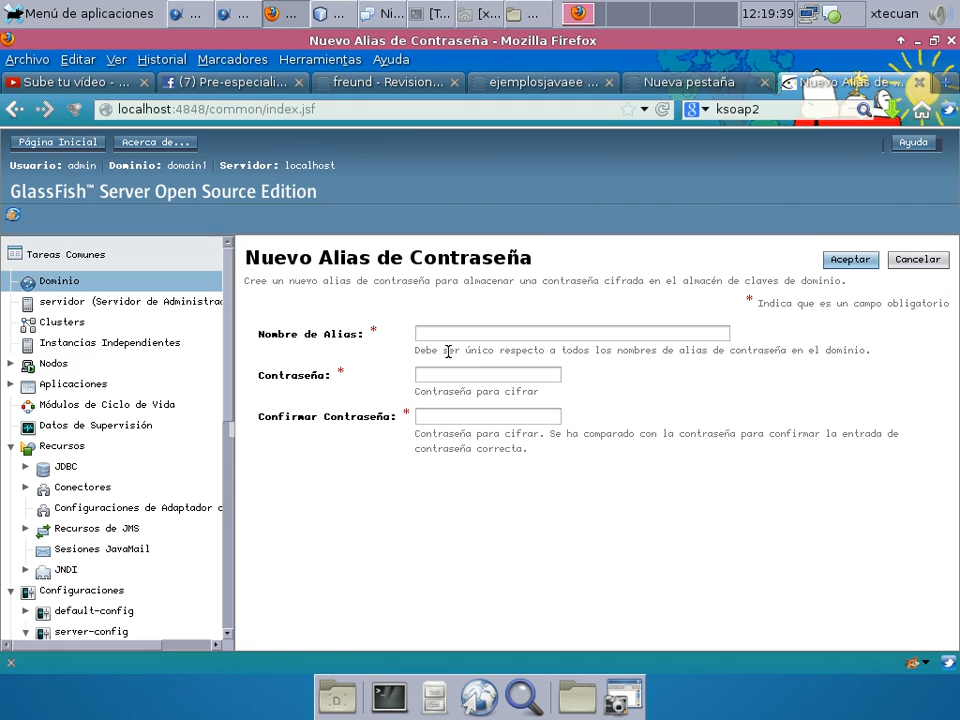 Menú de aplicaciones
...
...
...
...
Ni...
[T...
[x...
...
12:19:39
xtecuan
Nuevo Alias de Contraseña - Mozilla Firefox
Archivo Editar Ver Historial Marcadores Herramientas Ayuda
Sube tu vídeo - ...
(7) Pre-especiali...
freund - Revision...
ejemplosjavaee ...
Nueva pestaña
Nuevo Alias de...
localhost:4848/common/index.jsf
ksoap2
Página Inicial
Acerca de...
Ayuda
Usuario: admin Dominio: domain1 Servidor: localhost
GlassFish™ Server Open Source Edition
Tareas Comunes
Dominio
servidor (Servidor de Administrac
Clusters
Instancias Independientes
Nodos
Aplicaciones
Módulos de Ciclo de Vida
Datos de Supervisión
Recursos
JDBC
Conectores
Configuraciones de Adaptador c
Recursos de JMS
Sesiones JavaMail
JNDI
Configuraciones
default-config
server-config
Nuevo Alias de Contraseña
Aceptar
Cancelar
Cree un nuevo alias de contraseña para almacenar una contraseña cifrada en el almacén de claves de dominio.
* Indica que es un campo obligatorio
Nombre de Alias: *
Debe ser único respecto a todos los nombres de alias de contraseña en el dominio.
Contraseña: *
Contraseña para cifrar
Confirmar Contraseña: *
Contraseña para cifrar. Se ha comparado con la contraseña para confirmar la entrada de
contraseña correcta.